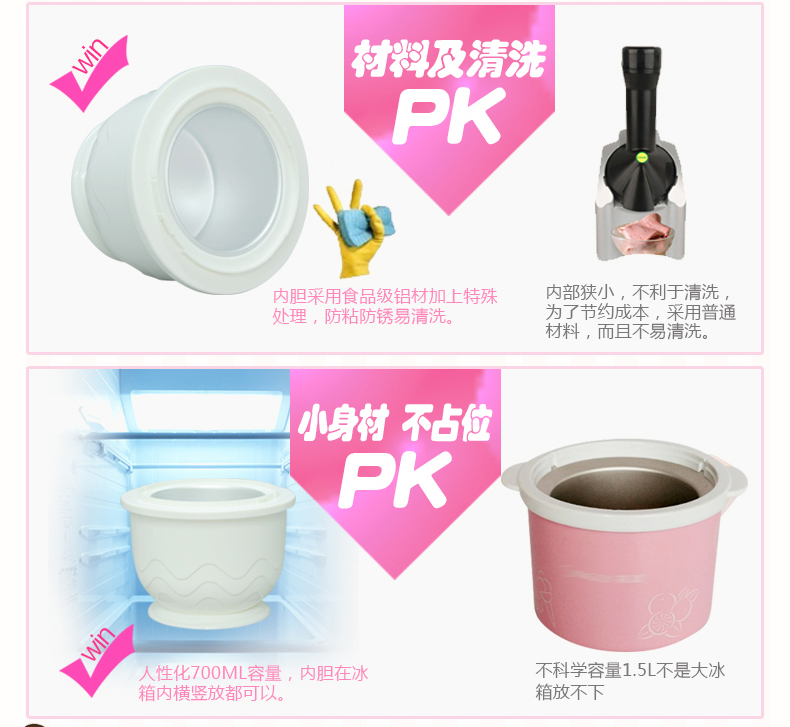 win
材料及清洗
PK
内胆采用食品级铝材加上特殊
处理，防粘防锈易清洗。
内部狭小，不利于清洗，
为了节约成本，采用普通
材料，而且不易清洗。
小身材 不占位
PK
win
人性化700ML容量，内胆在冰
箱内横竖放都可以。
不科学容量1.5L不是大冰
箱放不下